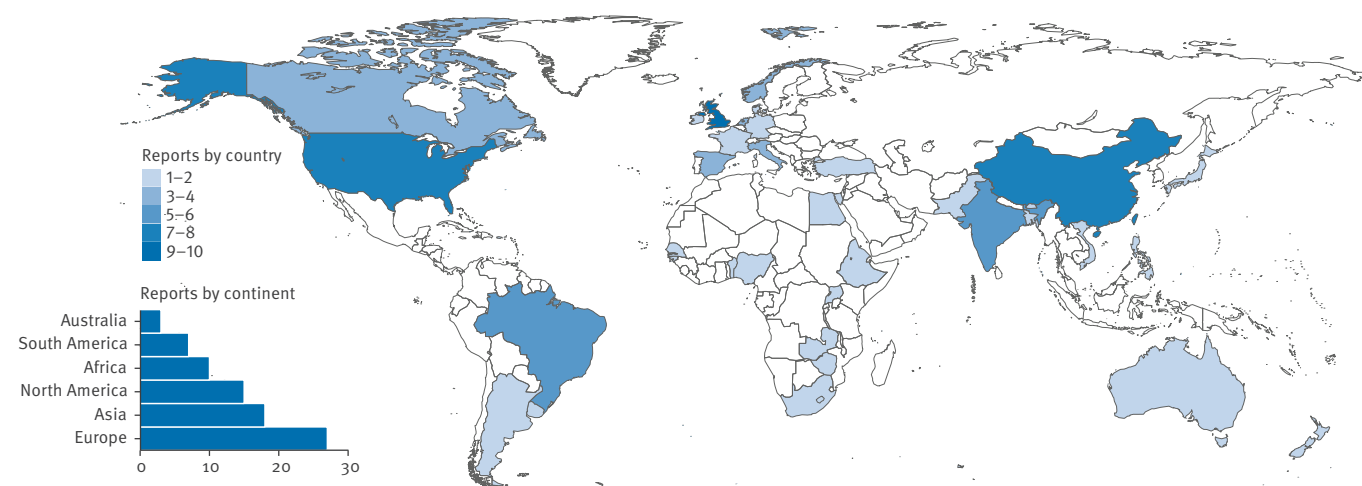 Reports by country
1–2
3–4
5–6
7–8
9–10
Reports by continent
Australia
South America
Africa
North America
Asia
Europe
0 10 20 30